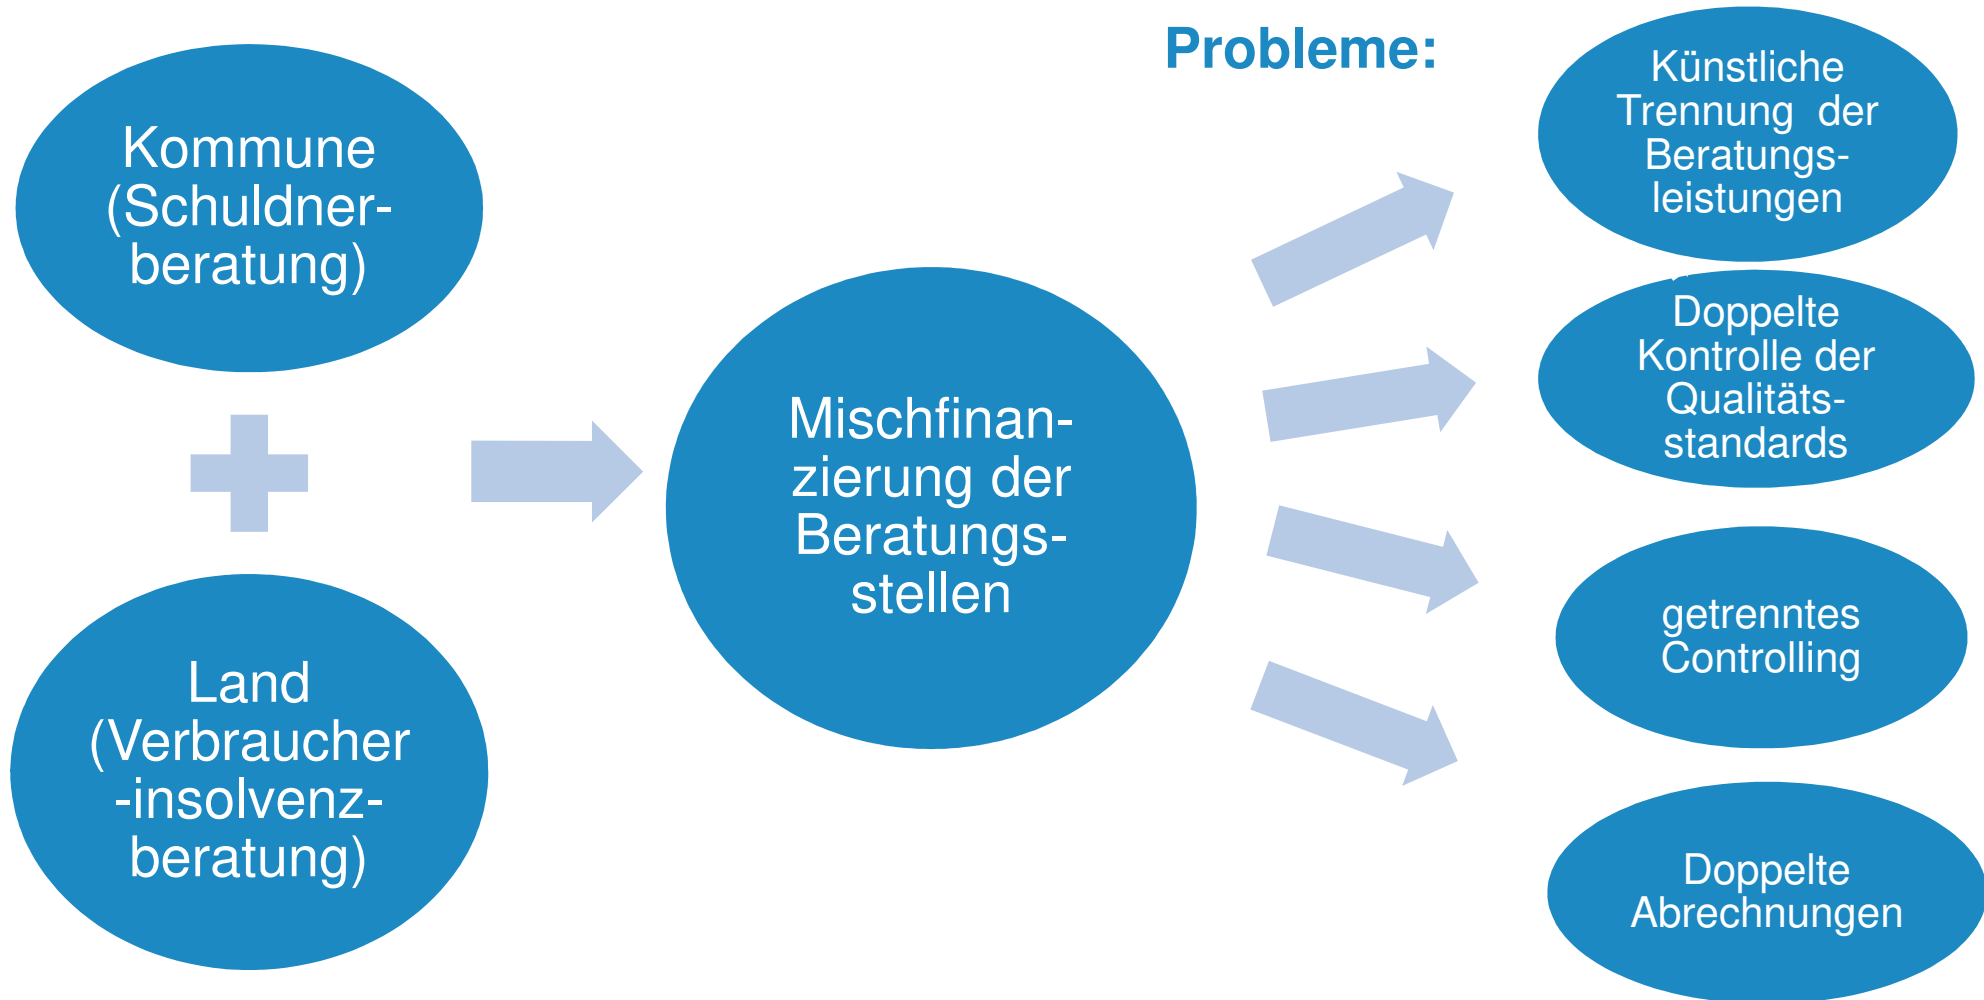 Probleme:
Kommune
(Schuldner-
beratung)
Land
(Verbraucher
-insolvenz-
beratung)
Mischfinan-
zierung der
Beratungs-
stellen
Künstliche
Trennung der
Beratungs-
leistungen
Doppelte
Kontrolle der
Qualitäts-
standards
getrenntes
Controlling
Doppelte
Abrechnungen